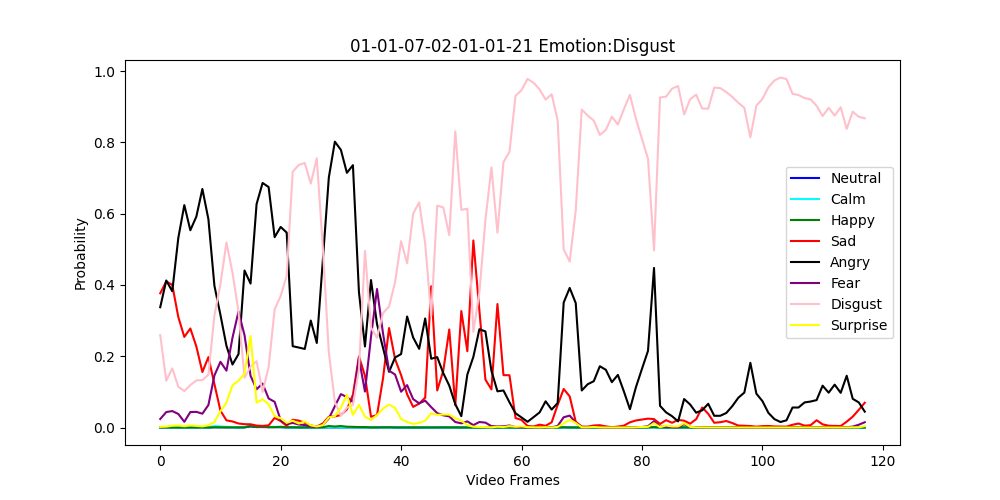 01-01-07-02-01-01-21 Emotion:Disgust
1.0
0.8
0.6
0.4
0.2
0.0
Probability
Neutral
Calm
Happy
Sad
Angry
Fear
Disgust
Surprise
0 20 40 60 80 100 120
Video Frames